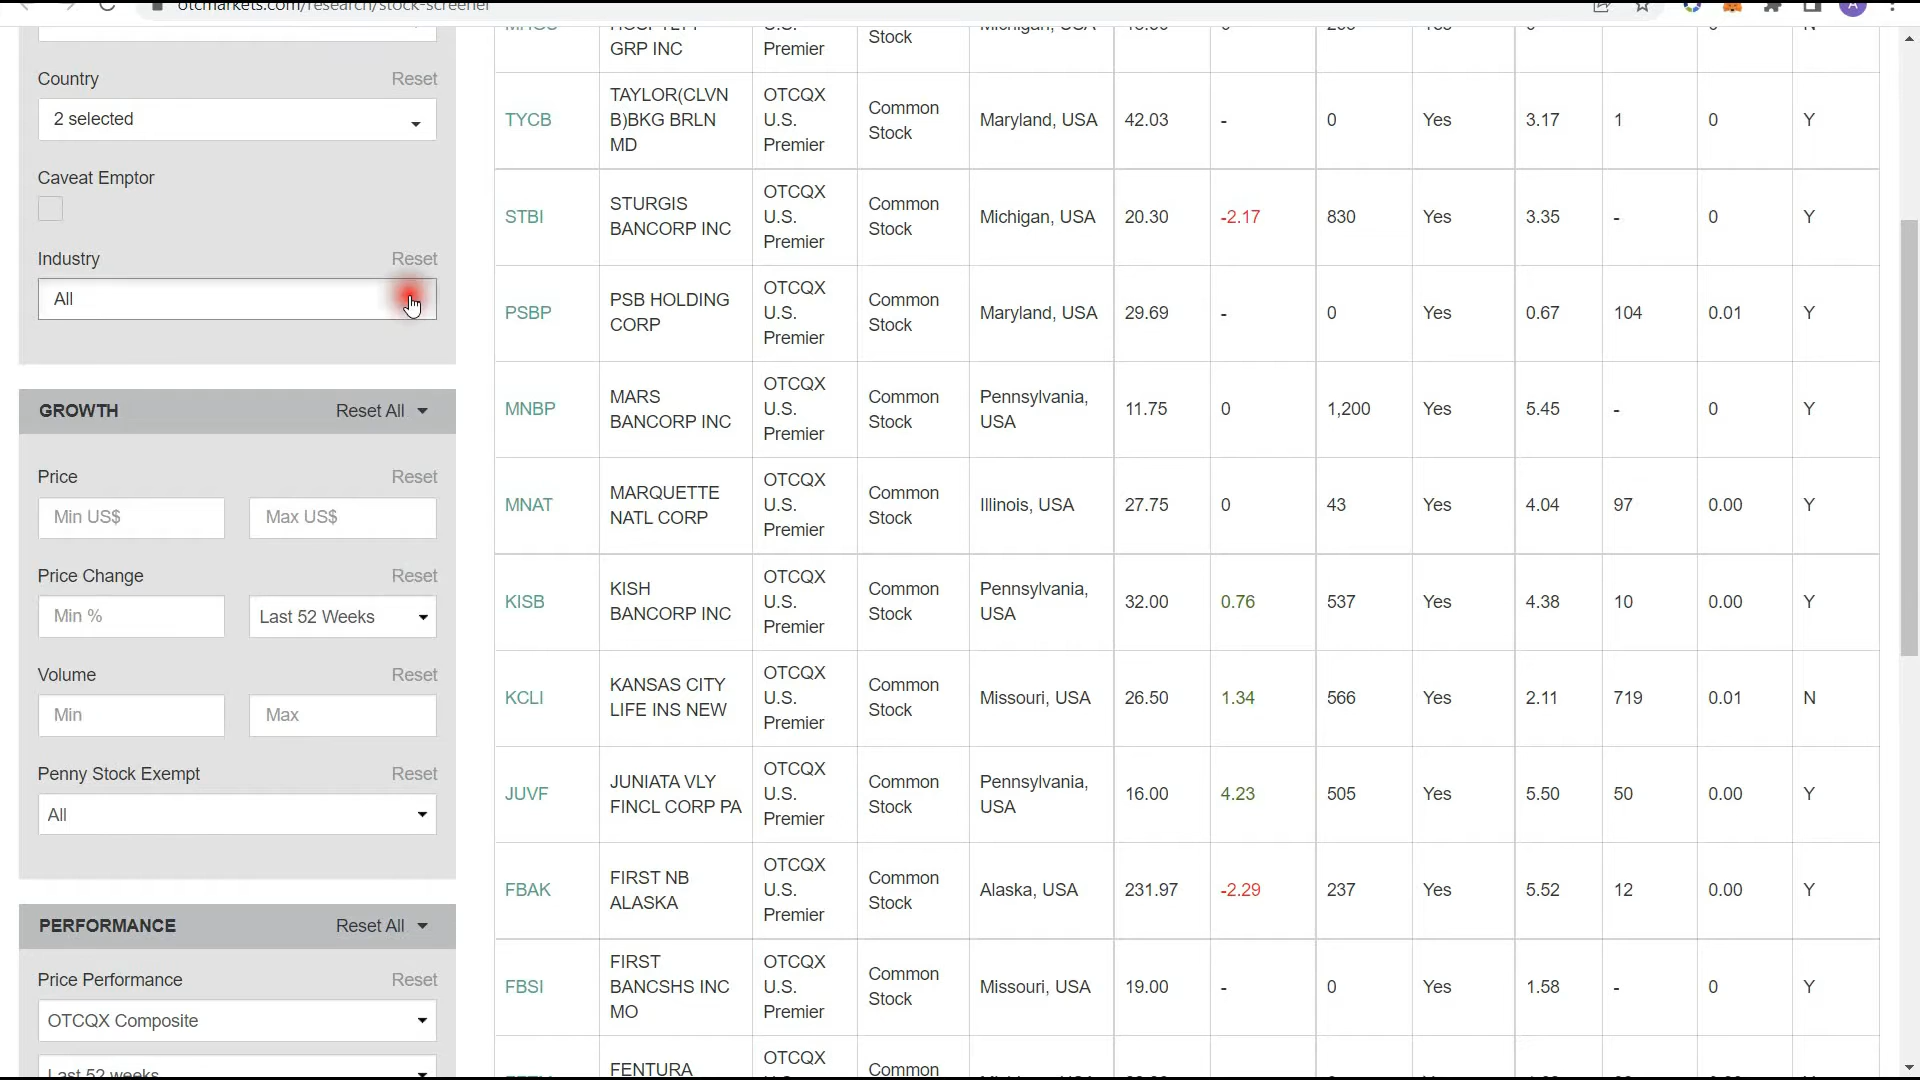 otcmarkets.com/research/stock-screener
Country Reset
2 selected
Caveat Emptor
Industry Reset
All
GROWTH Reset All
Price Reset
Min US$ Max US$
Price Change Reset
Min % Last 52 Weeks
Volume Reset
Min Max
Penny Stock Exempt Reset
All
PERFORMANCE Reset All
Price Performance Reset
OTCQX Composite
Last 52 weeks
GRP INC
U.S.
Premier
Stock
TYCB
TAYLOR(CLVN
B)BKG BRLN
MD
OTCQX
U.S.
Premier
Common
Stock
Maryland, USA
42.03
-
0
Yes
3.17
1
0
Y
STBI
STURGIS
BANCORP INC
OTCQX
U.S.
Premier
Common
Stock
Michigan, USA
20.30
-2.17
830
Yes
3.35
-
0
Y
PSBP
PSB HOLDING
CORP
OTCQX
U.S.
Premier
Common
Stock
Maryland, USA
29.69
-
0
Yes
0.67
104
0.01
Y
MNBP
MARS
BANCORP INC
OTCQX
U.S.
Premier
Common
Stock
Pennsylvania,
USA
11.75
0
1,200
Yes
5.45
-
0
Y
MNAT
MARQUETTE
NATL CORP
OTCQX
U.S.
Premier
Common
Stock
Illinois, USA
27.75
0
43
Yes
4.04
97
0.00
Y
KISB
KISH
BANCORP INC
OTCQX
U.S.
Premier
Common
Stock
Pennsylvania,
USA
32.00
0.76
537
Yes
4.38
10
0.00
Y
KCLI
KANSAS CITY
LIFE INS NEW
OTCQX
U.S.
Premier
Common
Stock
Missouri, USA
26.50
1.34
566
Yes
2.11
719
0.01
N
JUVF
JUNIATA VLY
FINCL CORP PA
OTCQX
U.S.
Premier
Common
Stock
Pennsylvania,
USA
16.00
4.23
505
Yes
5.50
50
0.00
Y
FBAK
FIRST NB
ALASKA
OTCQX
U.S.
Premier
Common
Stock
Alaska, USA
231.97
-2.29
237
Yes
5.52
12
0.00
Y
FBSI
FIRST
BANCSHS INC
MO
OTCQX
U.S.
Premier
Common
Stock
Missouri, USA
19.00
-
0
Yes
1.58
-
0
Y
FENTURA
OTCQX
Common